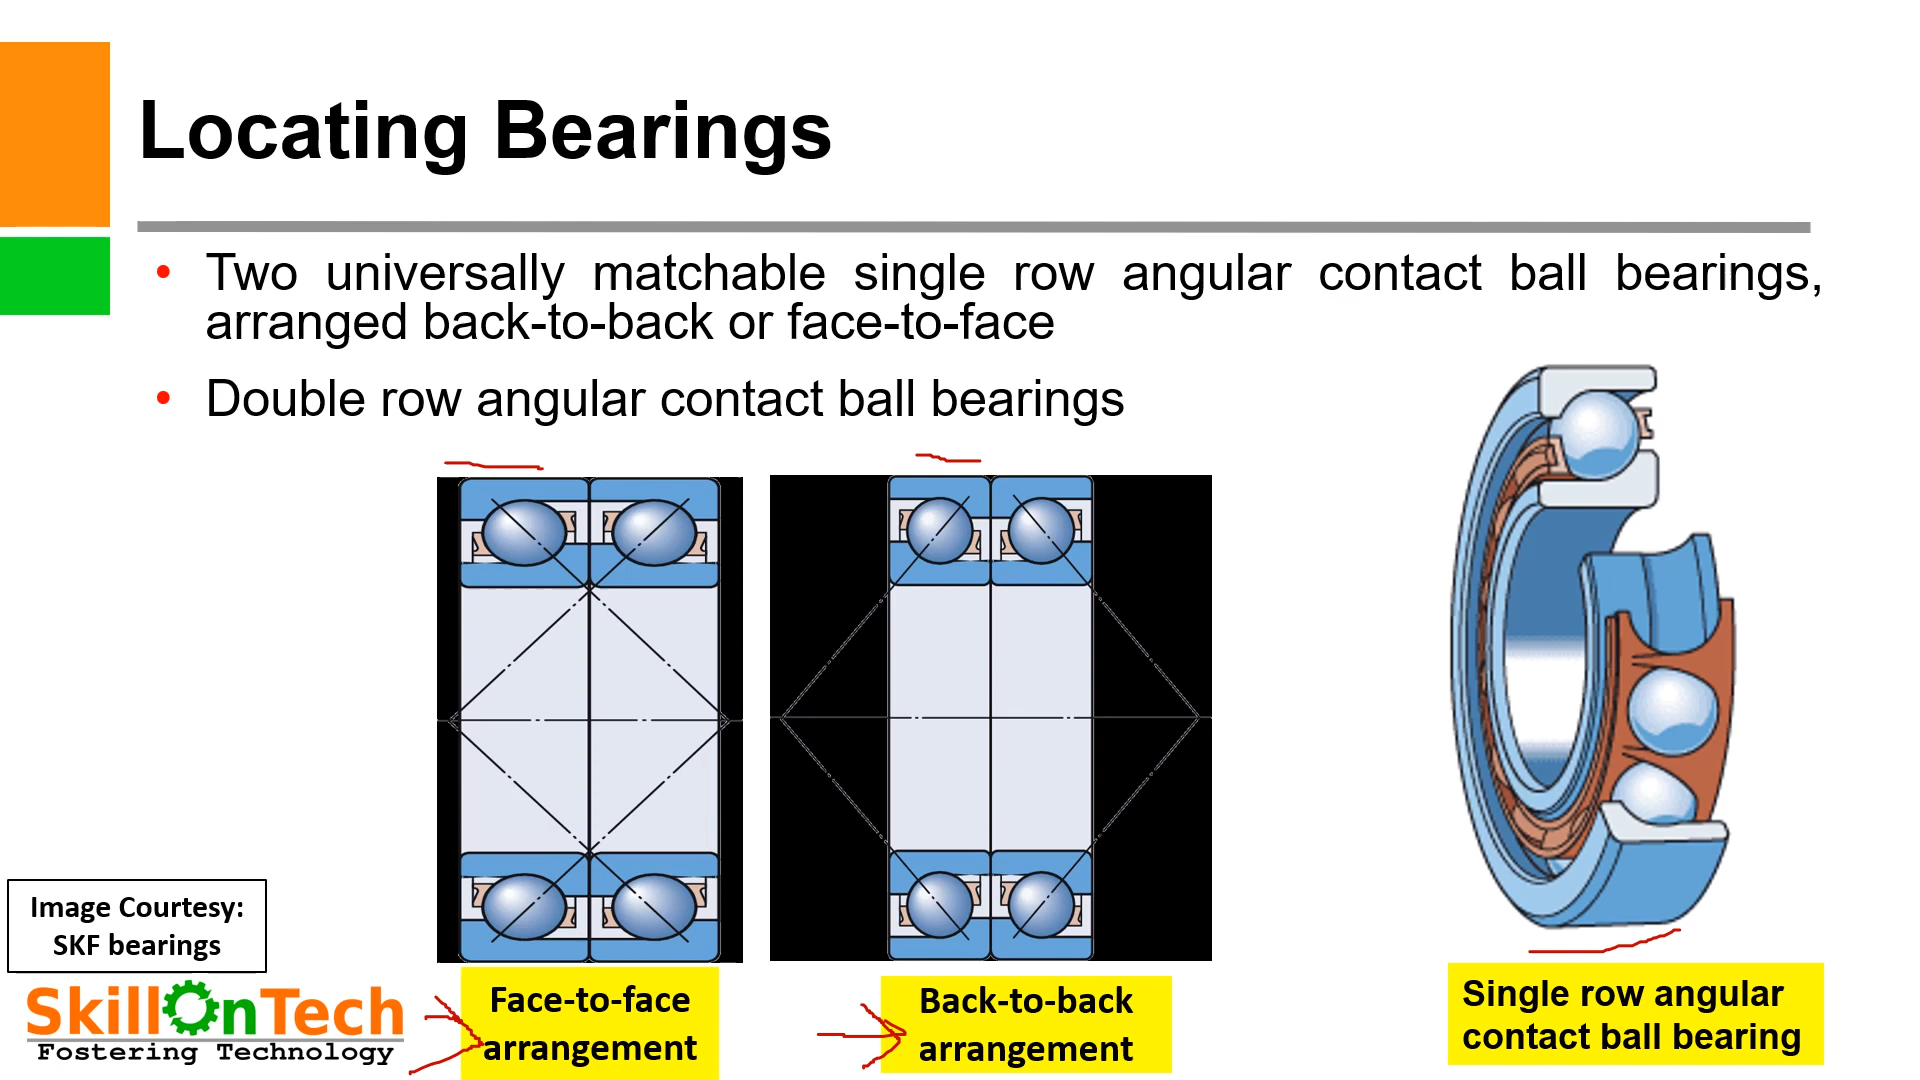 Locating Bearings
Two universally matchable single row angular contact ball bearings,
arranged back-to-back or face-to-face
Double row angular contact ball bearings
Image Courtesy:
SKF bearings
SkillOnTech
Fostering Technology
Face-to-face
arrangement
Back-to-back
arrangement
Single row angular
contact ball bearing